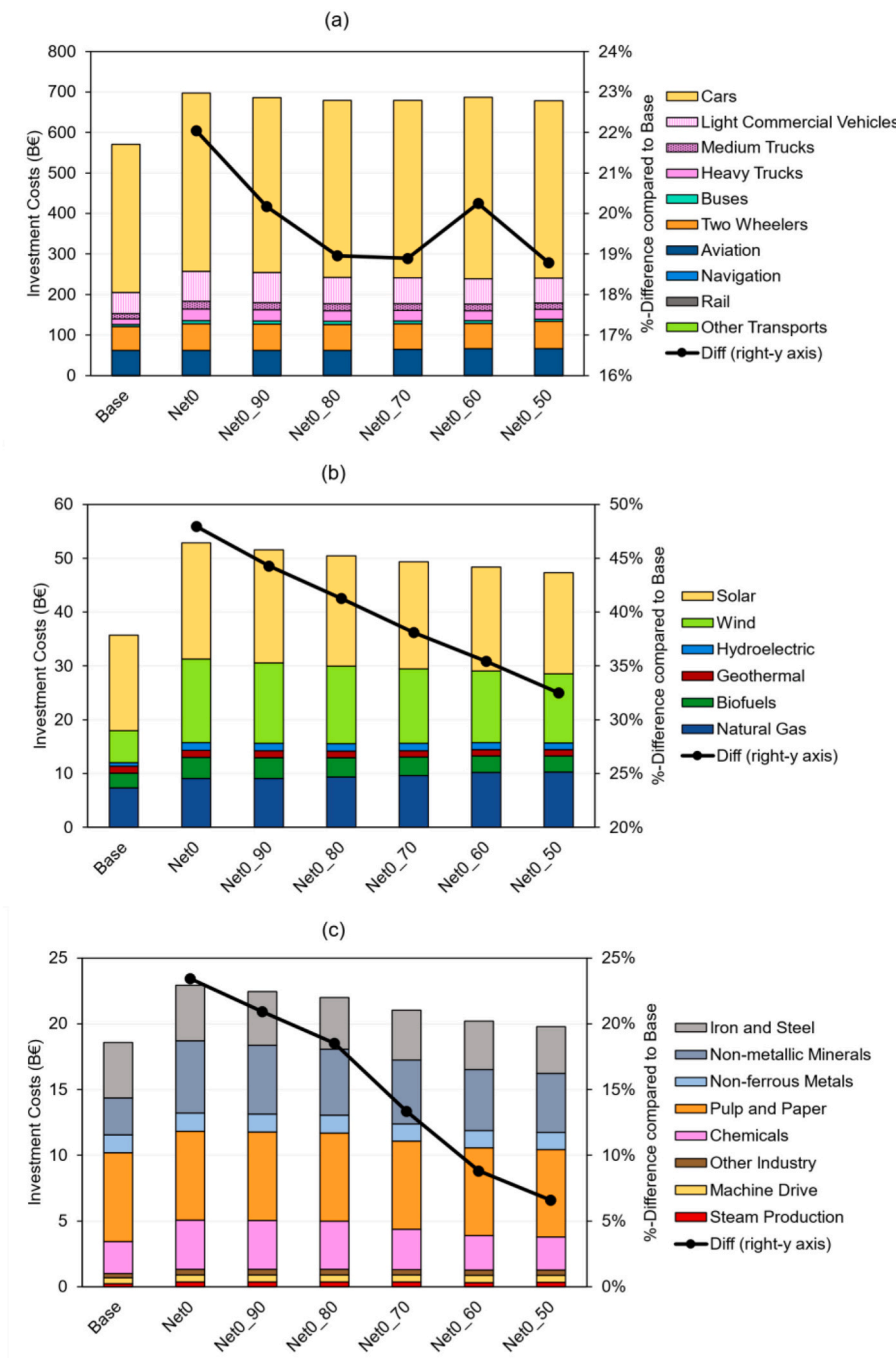 (a)
Investment Costs (B€)
800
700
600
500
400
300
200
100
0
24%
23%
22%
21%
20%
19%
18%
17%
16%
%-Difference compared to Base
Base
Net0
Net0_90
Net0_80
Net0_70
Net0_60
Net0_50
Cars
Light Commercial Vehicles
Medium Trucks
Heavy Trucks
Buses
Two Wheelers
Aviation
Navigation
Rail
Other Transports
Diff (right-y axis)
(b)
Investment Costs (B€)
60
50
40
30
20
10
0
50%
45%
40%
35%
30%
25%
20%
%-Difference compared to Base
Base
Net0
Net0_90
Net0_80
Net0_70
Net0_60
Net0_50
Solar
Wind
Hydroelectric
Geothermal
Biofuels
Natural Gas
Diff (right-y axis)
(c)
Investment Costs (B€)
25
20
15
10
5
0
25%
20%
15%
10%
5%
0%
%-Difference compared to Base
Base
Net0
Net0_90
Net0_80
Net0_70
Net0_60
Net0_50
Iron and Steel
Non-metallic Minerals
Non-ferrous Metals
Pulp and Paper
Chemicals
Other Industry
Machine Drive
Steam Production
Diff (right-y axis)